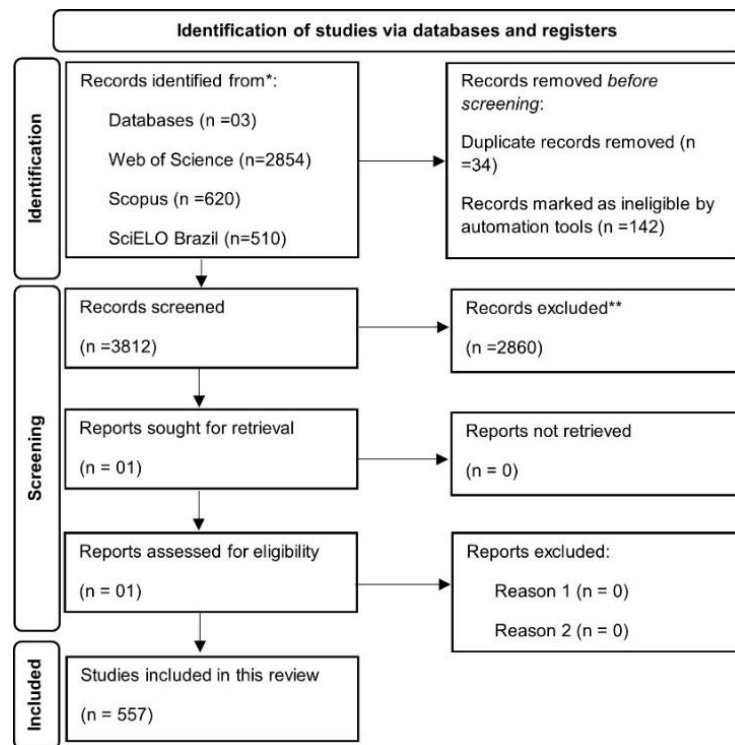 Identification of studies via databases and registers
Identification
Records identified from*:
Databases (n =03)
Web of Science (n=2854)
Scopus (n =620)
SciELO Brazil (n=510)
Records removed before
screening:
Duplicate records removed (n
=34)
Records marked as ineligible by
automation tools (n =142)
Screening
Records screened
(n =3812)
Records excluded**
(n =2860)
Reports sought for retrieval
(n = 01)
Reports not retrieved
(n = 0)
Reports assessed for eligibility
(n = 01)
Reports excluded:
Reason 1 (n = 0)
Reason 2 (n = 0)
Included
Studies included in this review
(n = 557)